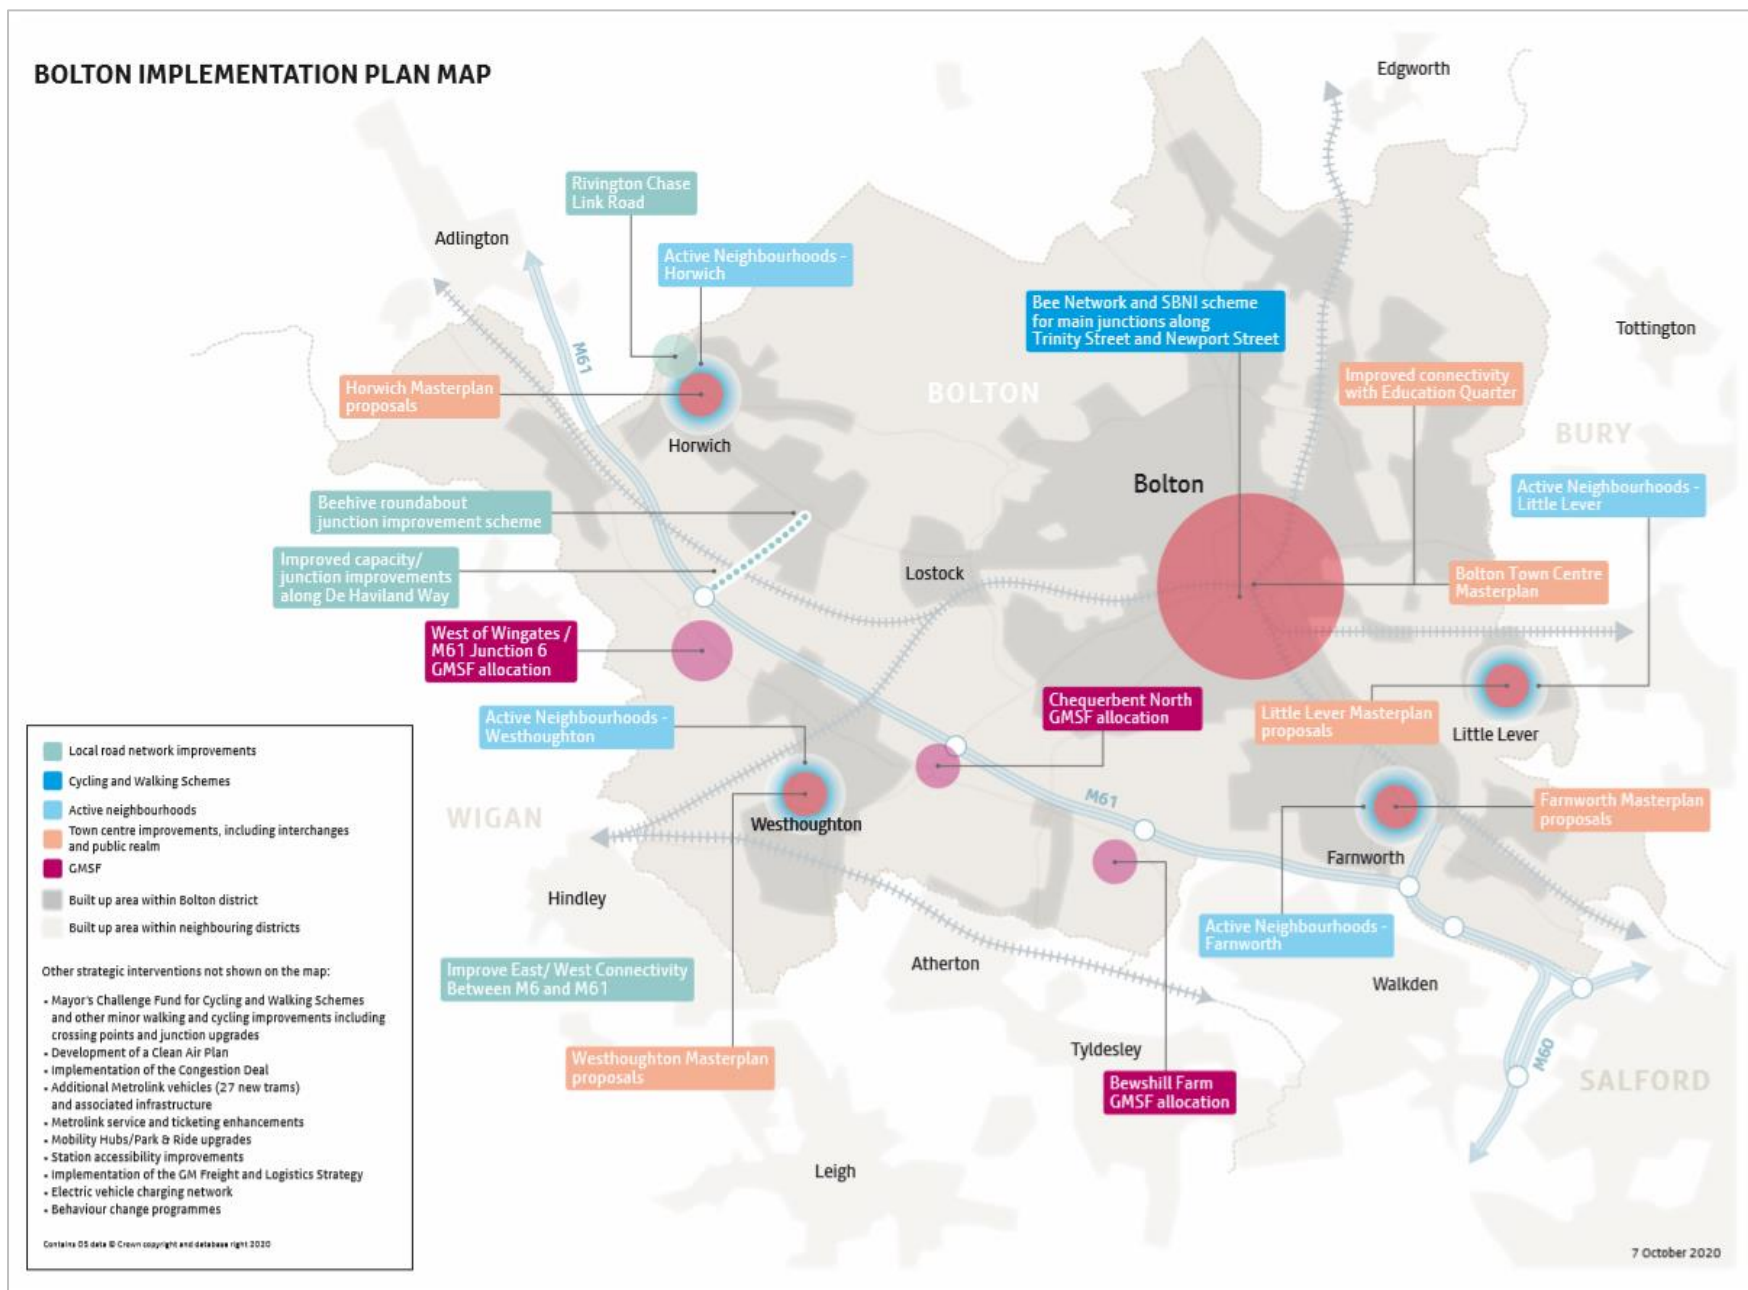 BOLTON IMPLEMENTATION PLAN MAP
Edgworth
Rivington Chase
Link Road
Adlington
Active Neighbourhoods -
Horwich
M61
Bee Network and SBNI scheme
for main junctions along
Trinity Street and Newport Street
Tottington
Horwich Masterplan
proposals
BOLTON
Improved connectivity
with Education Quarter
BURY
Horwich
Bolton
Active Neighbourhoods -
Little Lever
Beehive roundabout
junction improvement scheme
Improved capacity/
junction improvements
along De Haviland Way
Lostock
Bolton Town Centre
Masterplan
West of Wingates /
M61 Junction 6
GMSF allocation
Chequerbent North
GMSF allocation
Little Lever Masterplan
proposals
Little Lever
Active Neighbourhoods -
Westhoughton
M61
WIGAN
Westhoughton
Farnworth Masterplan
proposals
Farnworth
Hindley
Active Neighbourhoods -
Farnworth
Improve East/ West Connectivity
Between M6 and M61
Atherton
Walkden
Westhoughton Masterplan
proposals
Tyldesley
M60
Bewshill Farm
GMSF allocation
SALFORD
Leigh
Local road network improvements
Cycling and Walking Schemes
Active neighbourhoods
Town centre improvements, including interchanges
and public realm
GMSF
Built up area within Bolton district
Built up area within neighbouring districts
Other strategic interventions not shown on the map:
• Mayor's Challenge Fund for Cycling and Walking Schemes
and other minor walking and cycling improvements including
crossing points and junction upgrades
• Development of a Clean Air Plan
• Implementation of the Congestion Deal
• Additional Metrolink vehicles (27 new trams)
and associated infrastructure
• Metrolink service and ticketing enhancements
• Mobility Hubs/Park & Ride upgrades
• Station accessibility improvements
• Implementation of the GM Freight and Logistics Strategy
• Electric vehicle charging network
• Behaviour change programmes
Contains OS data © Crown copyright and database right 2020
7 October 2020